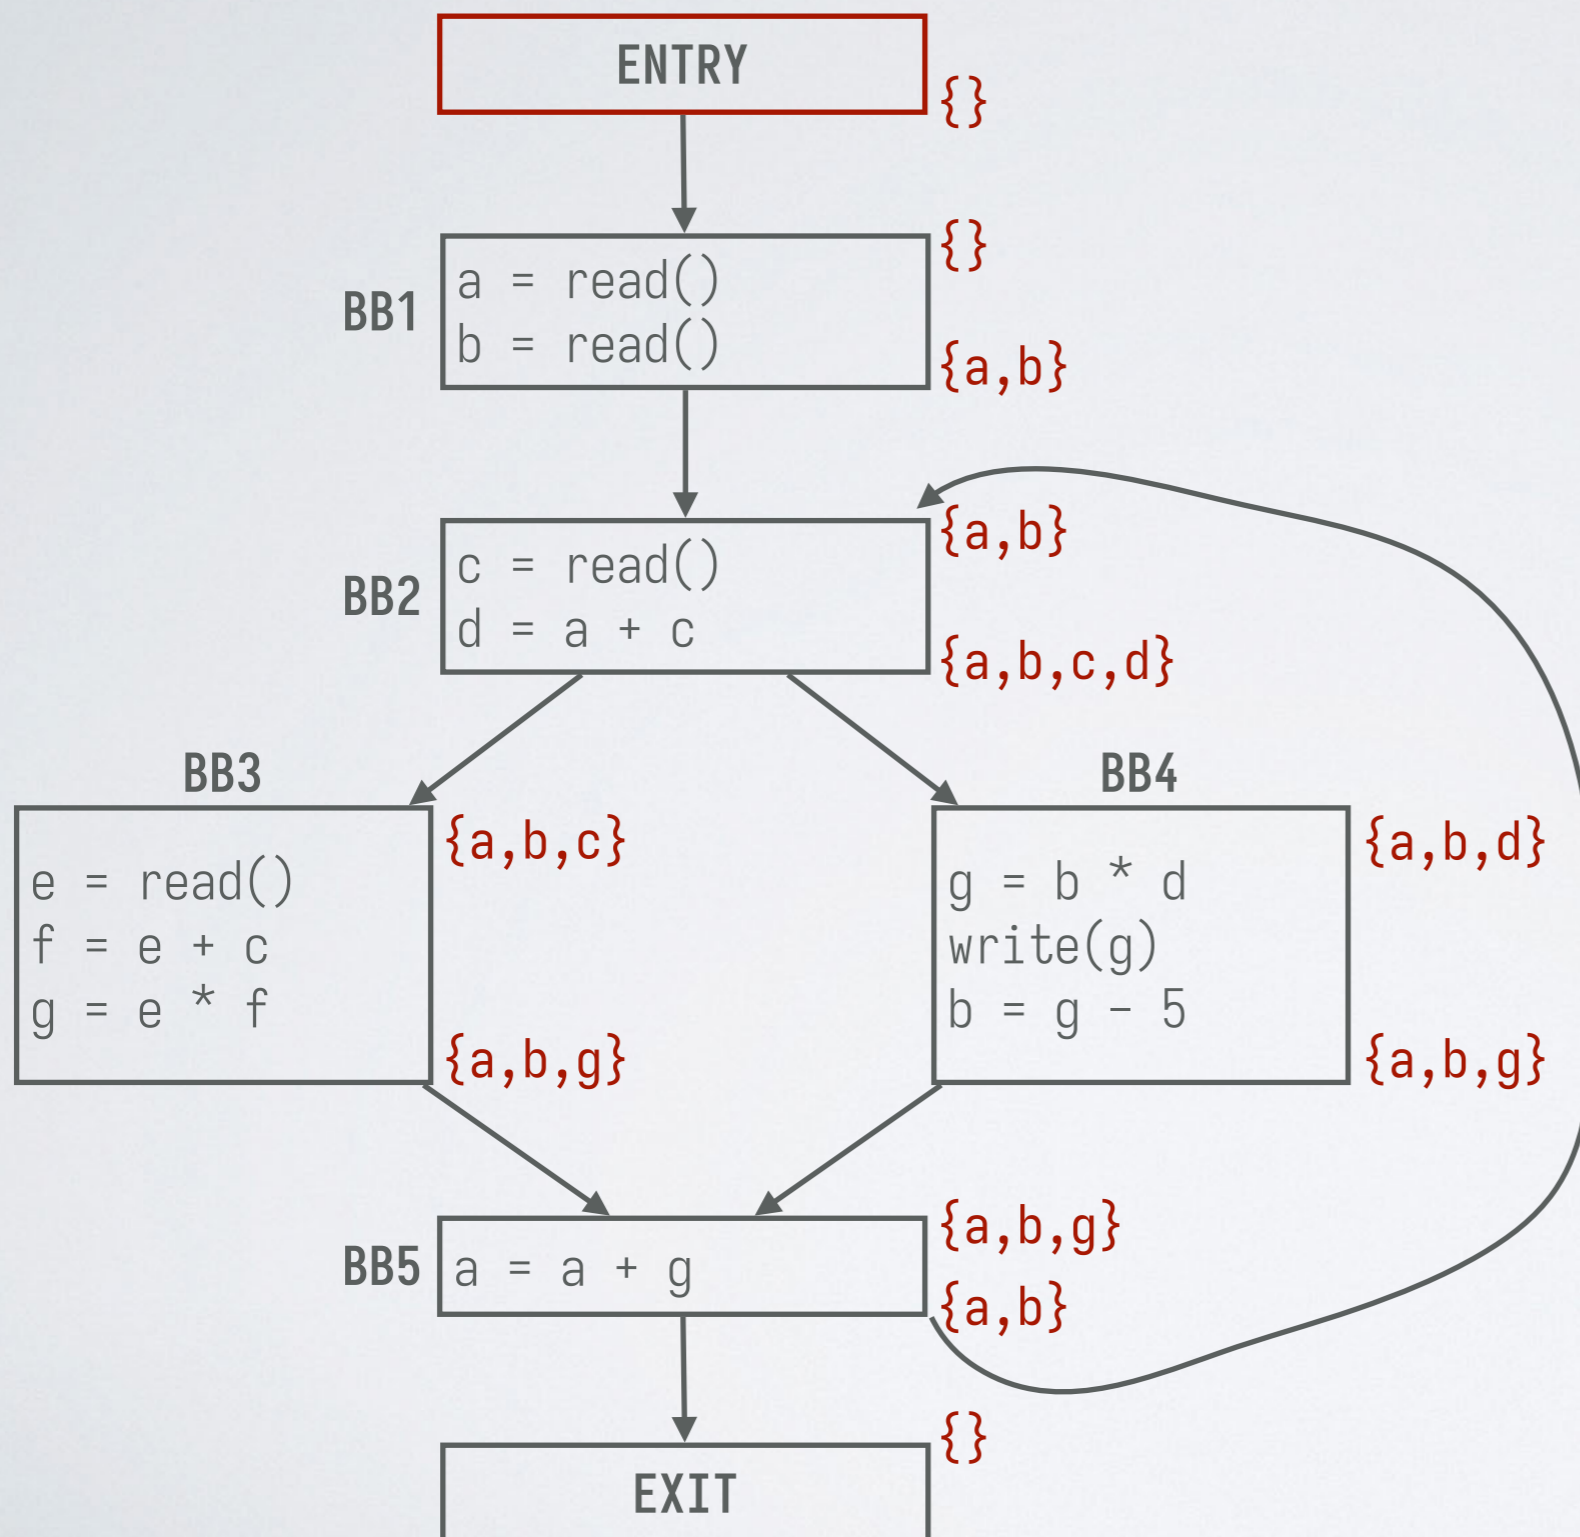 ENTRY
{}
{}
BB1
a = read()
b = read()
{a,b}
{a,b}
BB2
c = read()
d = a + c
{a,b,c,d}
BB3
{a,b,c}
e = read()
f = e + c
g = e * f
{a,b,g}
BB4
{a,b,d}
g = b * d
write(g)
b = g - 5
{a,b,g}
{a,b,g}
BB5
a = a + g
{a,b}
{}
EXIT